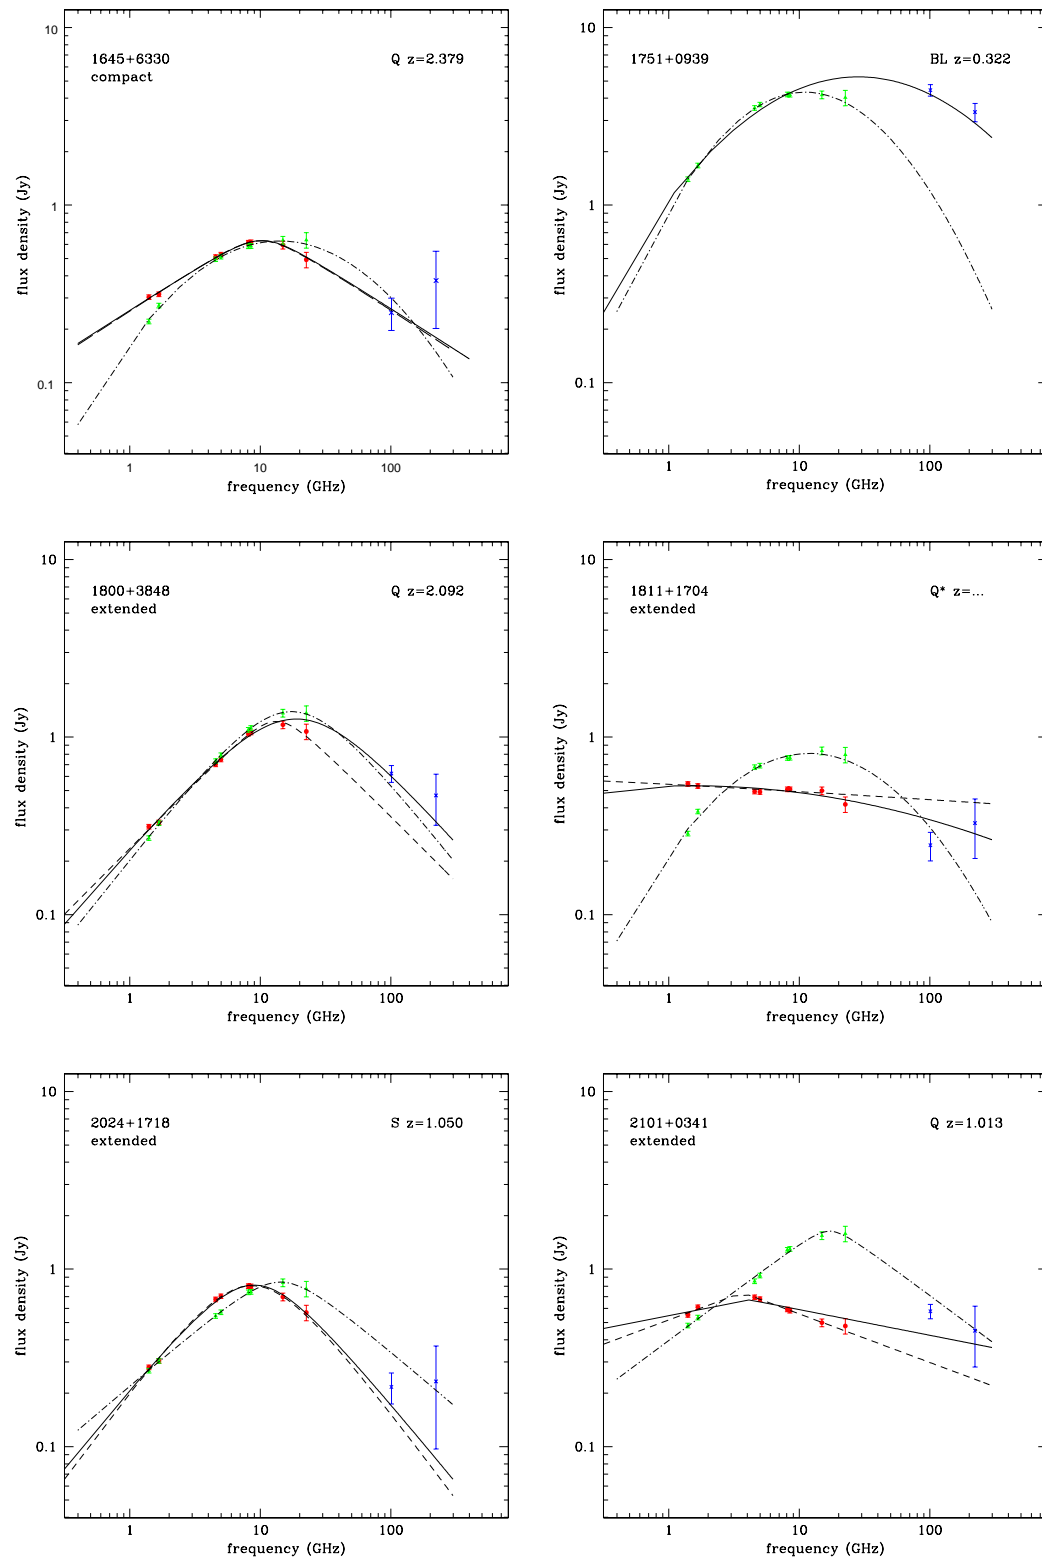 10
1645+6330
Q z=2.379
compact
1
0.1
flux density (Jy)
1
10
100
frequency (GHz)
10
1751+0939
BL z=0.322
1
0.1
flux density (Jy)
1
10
100
frequency (GHz)
10
1800+3848
Q z=2.092
extended
1
0.1
flux density (Jy)
1
10
100
frequency (GHz)
10
1811+1704
Q* z=...
extended
1
0.1
flux density (Jy)
1
10
100
frequency (GHz)
10
2024+1718
S z=1.050
extended
1
0.1
flux density (Jy)
1
10
100
frequency (GHz)
10
2101+0341
Q z=1.013
extended
1
0.1
flux density (Jy)
1
10
100
frequency (GHz)